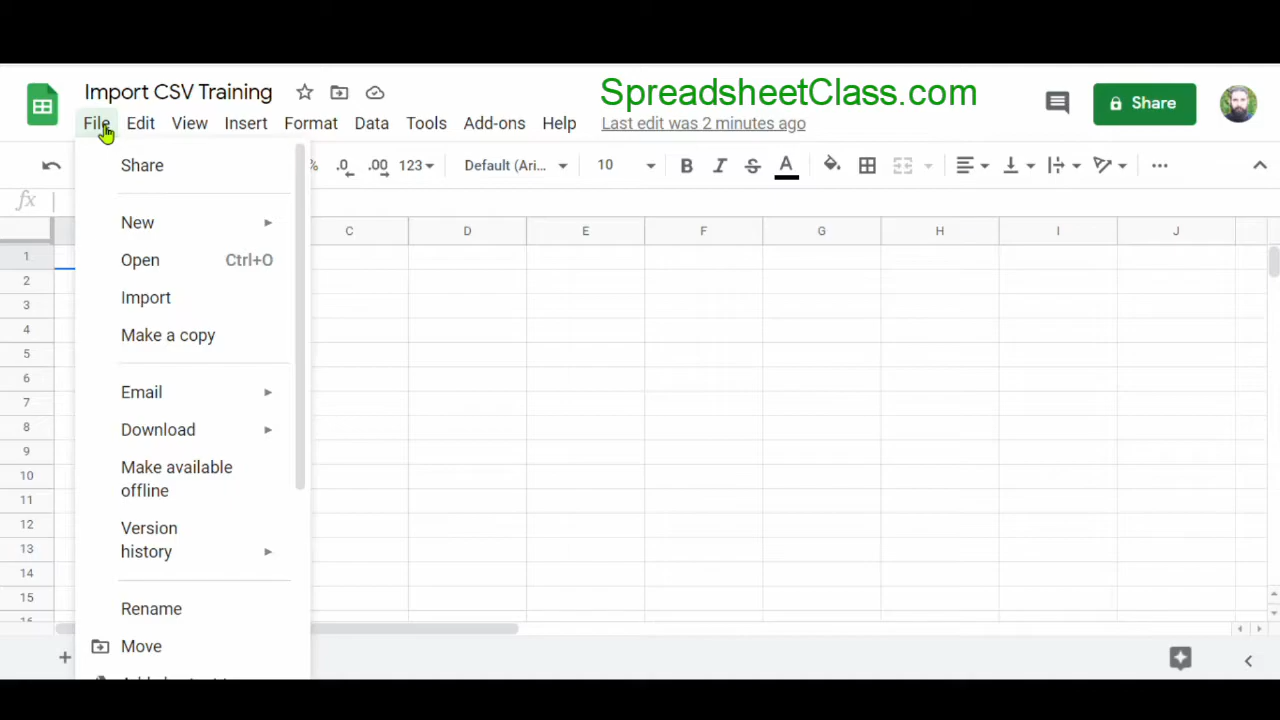 Import CSV Training
SpreadsheetClass.com
Share
File Edit View Insert Format Data Tools Add-ons Help Last edit was 2 minutes ago
% .0 .00 123 Default (Ari... 10 B I S A
fx
C D E F G H I J
1
2
3
4
5
6
7
8
9
10
11
12
13
14
15
Share
New
Open Ctrl+O
Import
Make a copy
Email
Download
Make available
offline
Version
history
Rename
Move